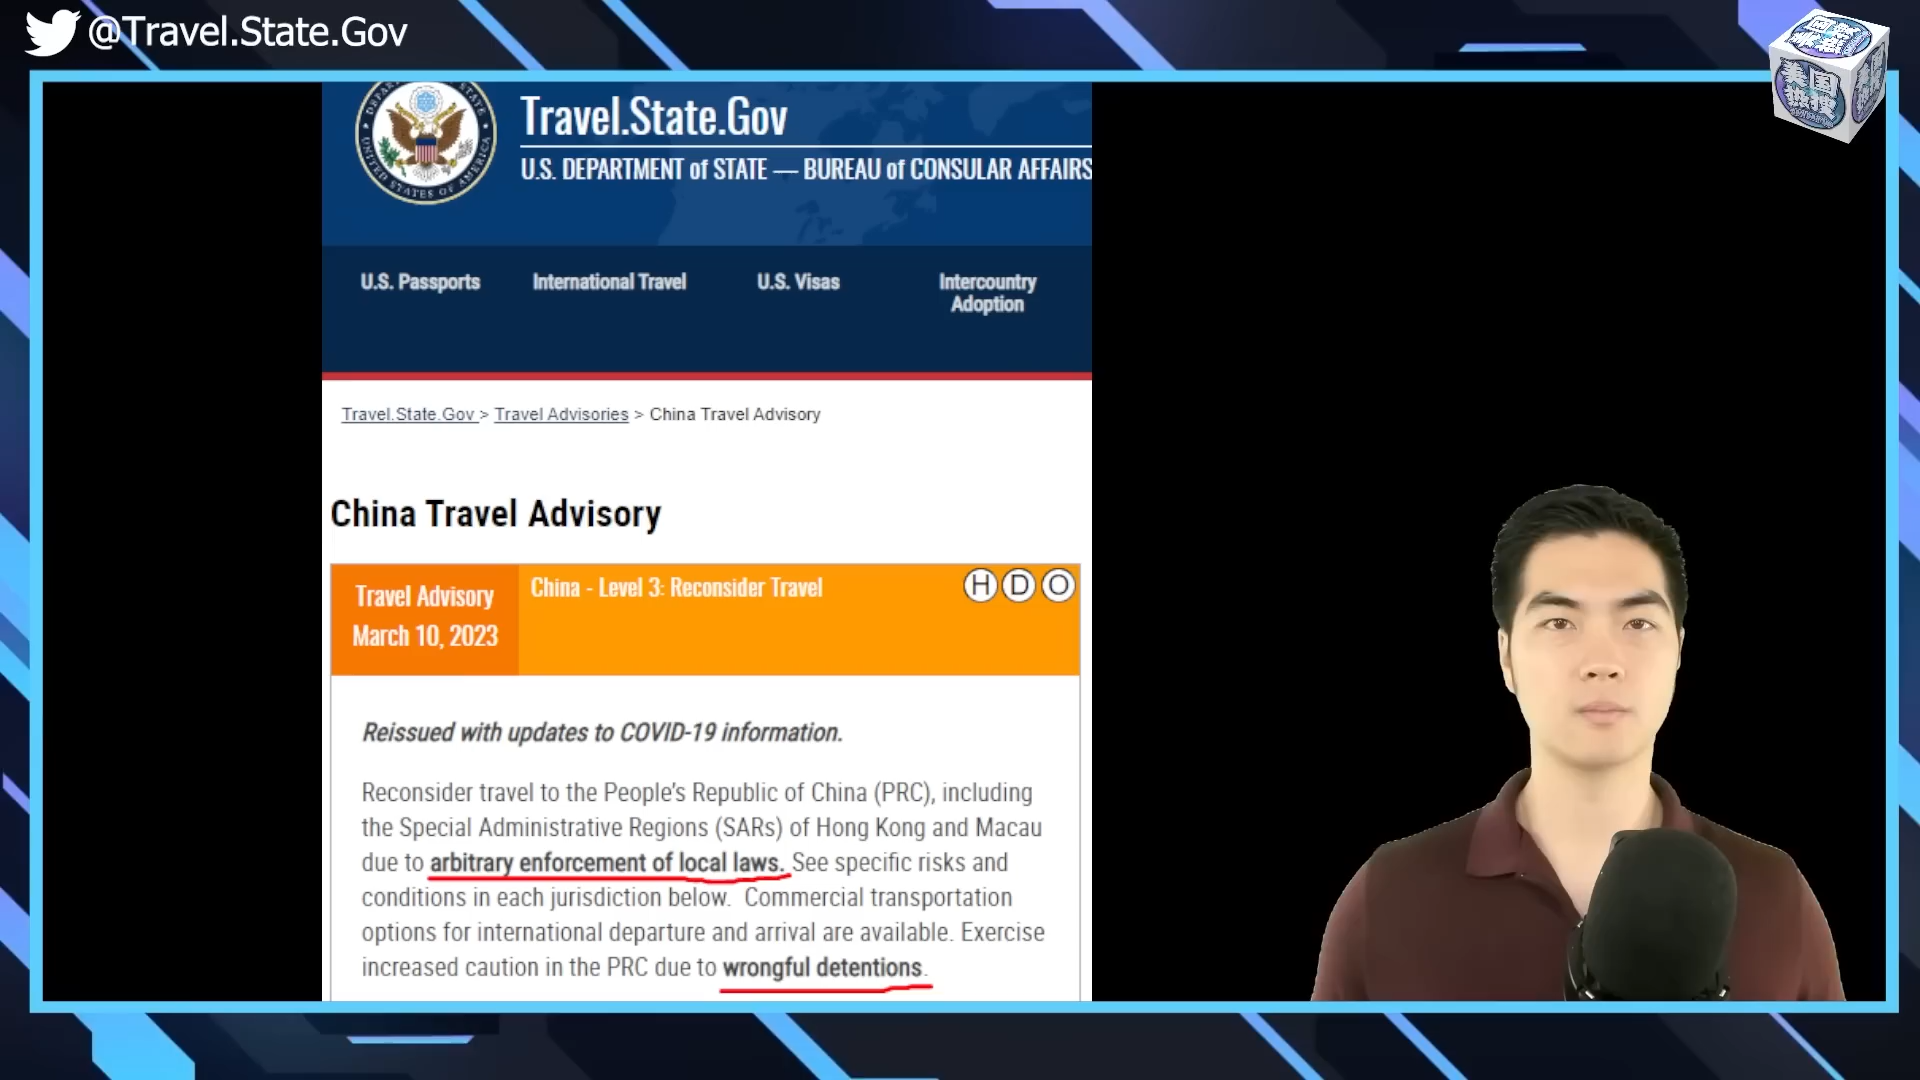 @Travel.State.Gov
美国
热搜
Travel.State.Gov
U.S. DEPARTMENT of STATE — BUREAU of CONSULAR AFFAIRS
U.S. Passports
International Travel
U.S. Visas
Intercountry
Adoption
Travel.State.Gov > Travel Advisories > China Travel Advisory
China Travel Advisory
Travel Advisory
March 10, 2023
China - Level 3: Reconsider Travel
H D O
Reissued with updates to COVID-19 information.
Reconsider travel to the People's Republic of China (PRC), including
the Special Administrative Regions (SARs) of Hong Kong and Macau
due to arbitrary enforcement of local laws. See specific risks and
conditions in each jurisdiction below. Commercial transportation
options for international departure and arrival are available. Exercise
increased caution in the PRC due to wrongful detentions.